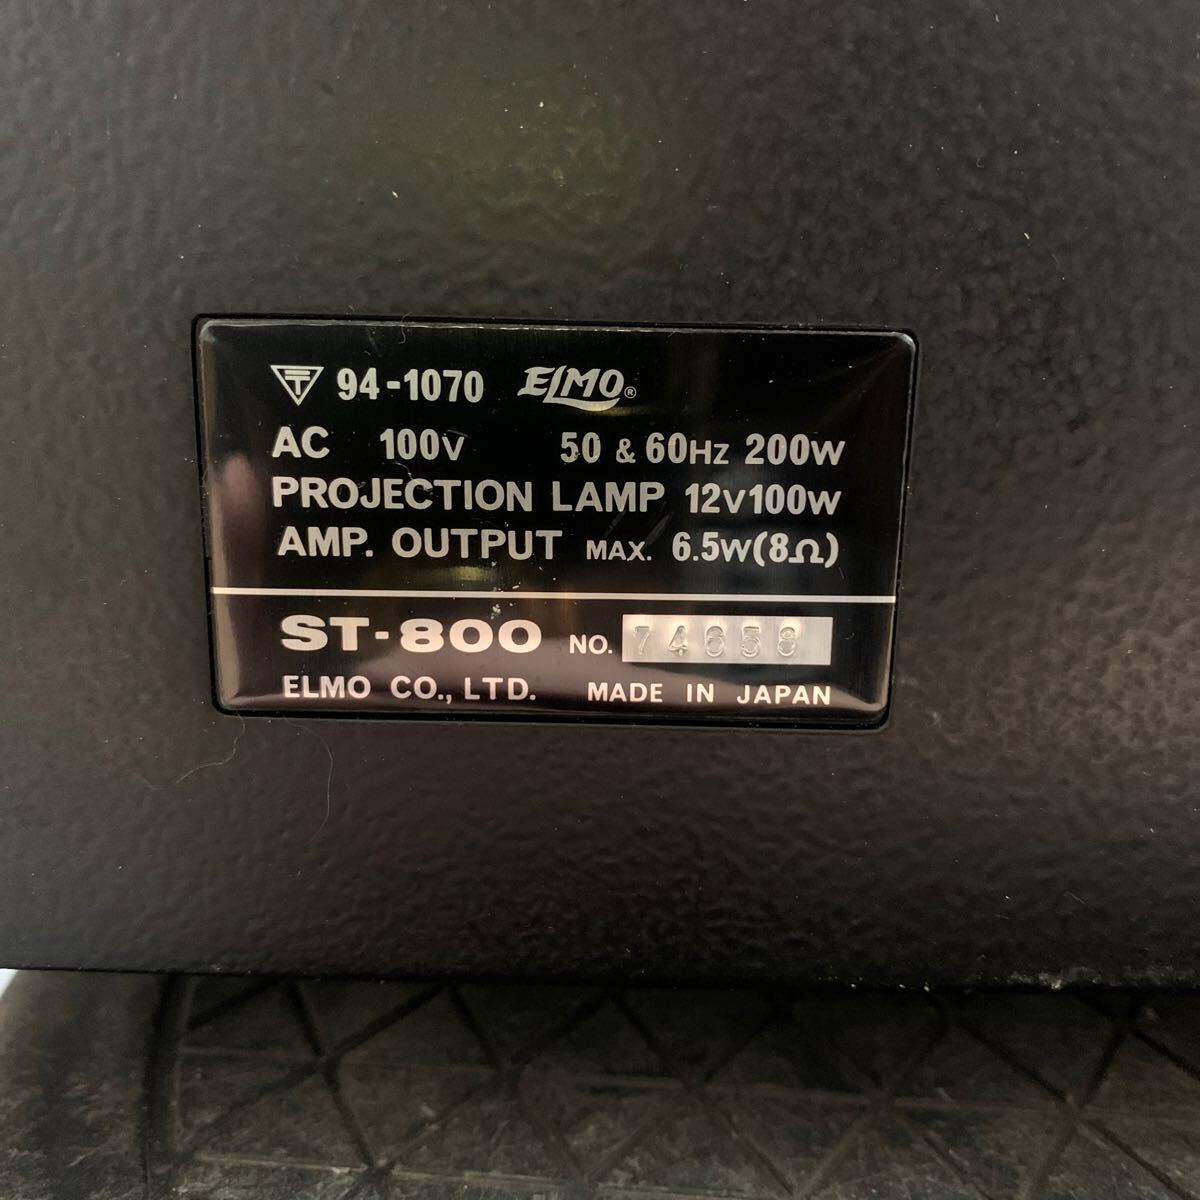 T 94-1070 ELMO®
AC 100V 50 & 60Hz 200W
PROJECTION LAMP 12V100W
AMP. OUTPUT MAX. 6.5W(8Ω)
ST-800 NO. 74658
ELMO CO., LTD. MADE IN JAPAN